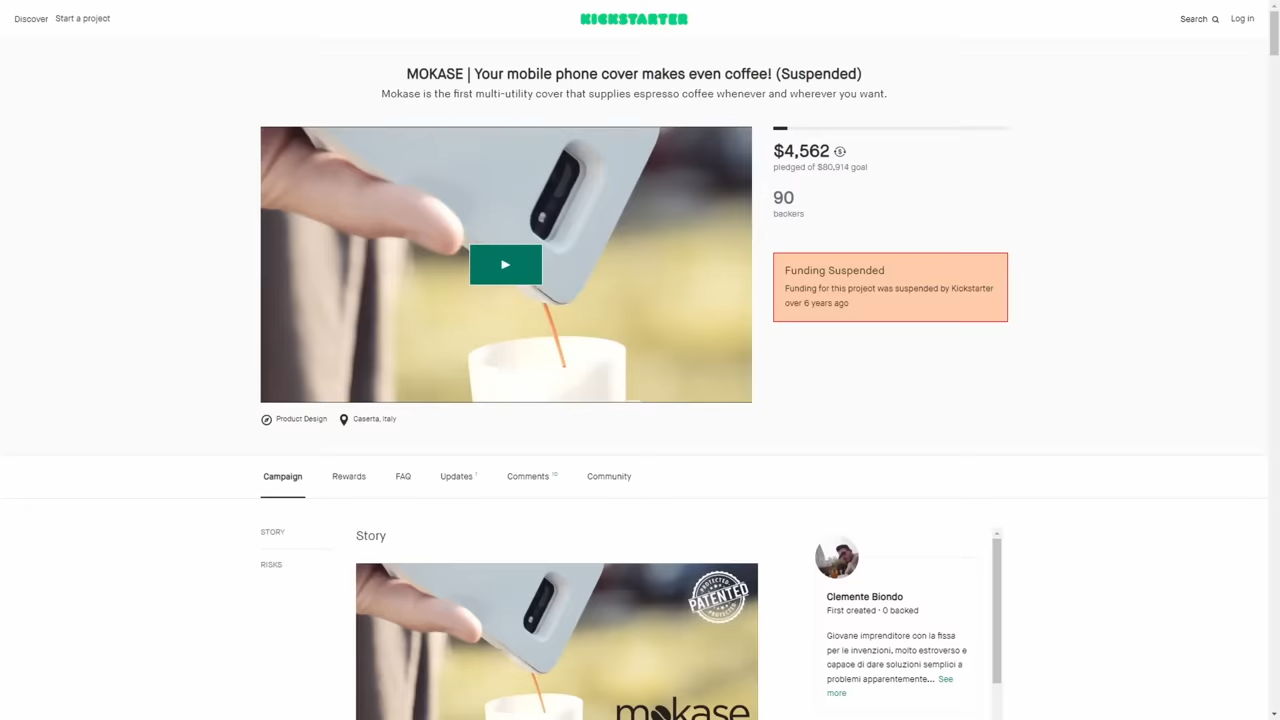 Discover Start a project KICKSTARTER Search Log in
MOKASE | Your mobile phone cover makes even coffee! (Suspended)
Mokase is the first multi-utility cover that supplies espresso coffee whenever and wherever you want.
$4,562
pledged of $80,914 goal
90
backers
Funding Suspended
Funding for this project was suspended by Kickstarter
over 6 years ago
Product Design Caserta, Italy
Campaign Rewards FAQ Updates 1 Comments 10 Community
STORY
RISKS
Story
PROTECTED
PATENTED
PROTECTED
mokase
Clemente Biondo
First created · 0 backed
Giovane imprenditore con la fissa
per le invenzioni, molto estroverso e
capace di dare soluzioni semplici a
problemi apparentemente... See
more